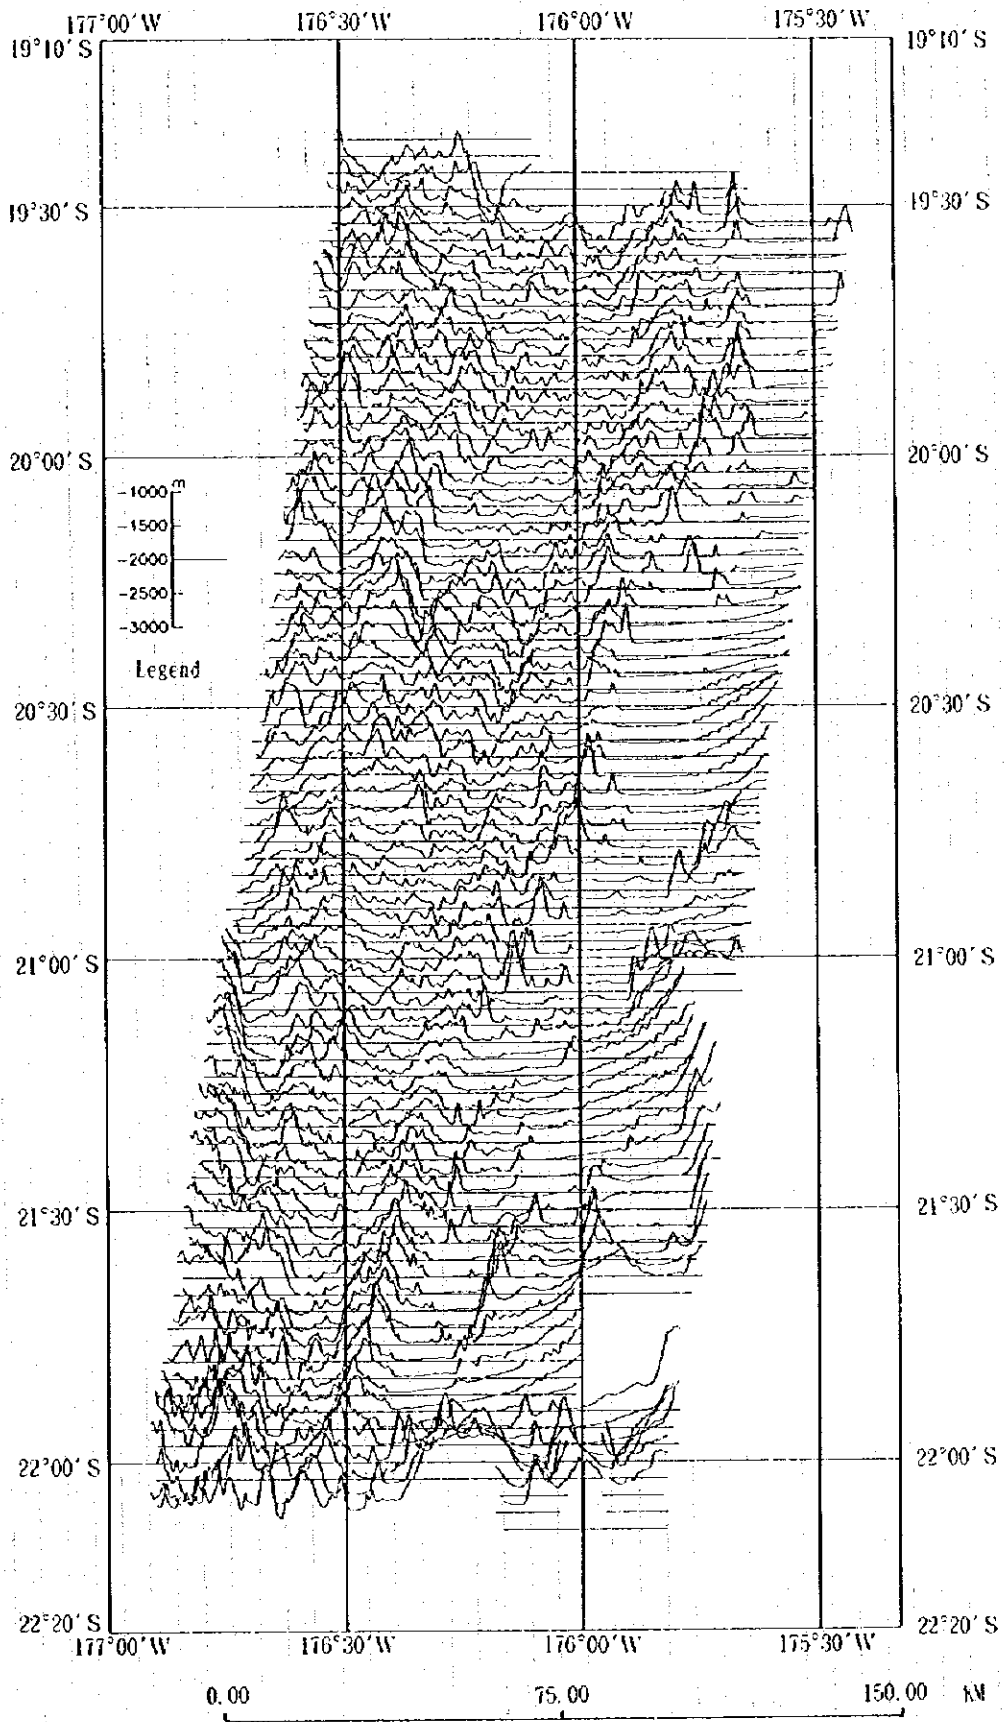 177°00′W 176°30′W 176°00′W 175°30′W
19°10′S 19°10′S
19°30′S 19°30′S
20°00′S 20°00′S
-1000 m
-1500
-2000
-2500
-3000
Legend
20°30′S 20°30′S
21°00′S 21°00′S
21°30′S 21°30′S
22°00′S 22°00′S
22°20′S 22°20′S
177°00′W 176°30′W 176°00′W 175°30′W
0.00 75.00 150.00 KM